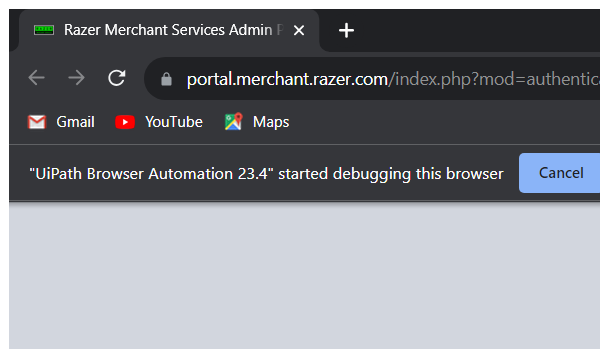 Razer Merchant Services Admin P
portal.merchant.razer.com/index.php?mod=authentica
Gmail YouTube Maps
"UiPath Browser Automation 23.4" started debugging this browser Cancel